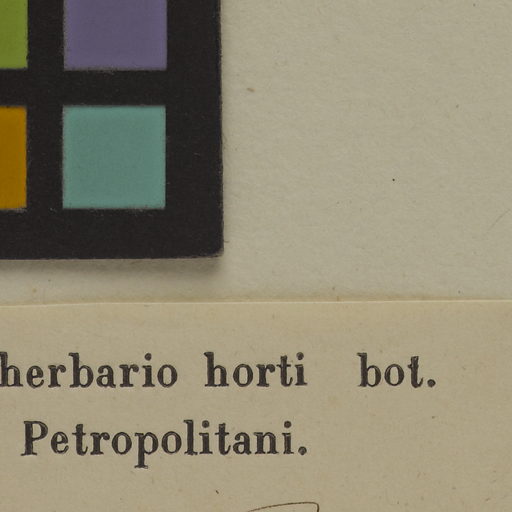 herbario horti bot.
Petropolitani.